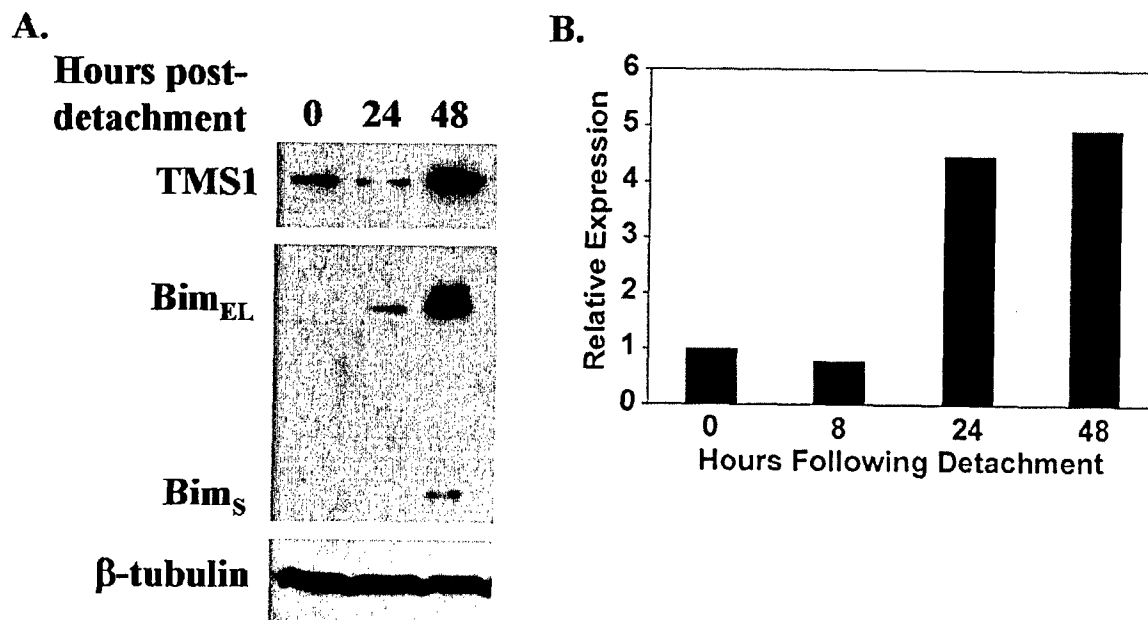 A.
Hours post-
detachment 0 24 48
TMS1
Bim_EL
Bim_S
β-tubulin
B.
Relative Expression
6
5
4
3
2
1
0
0 8 24 48
Hours Following Detachment